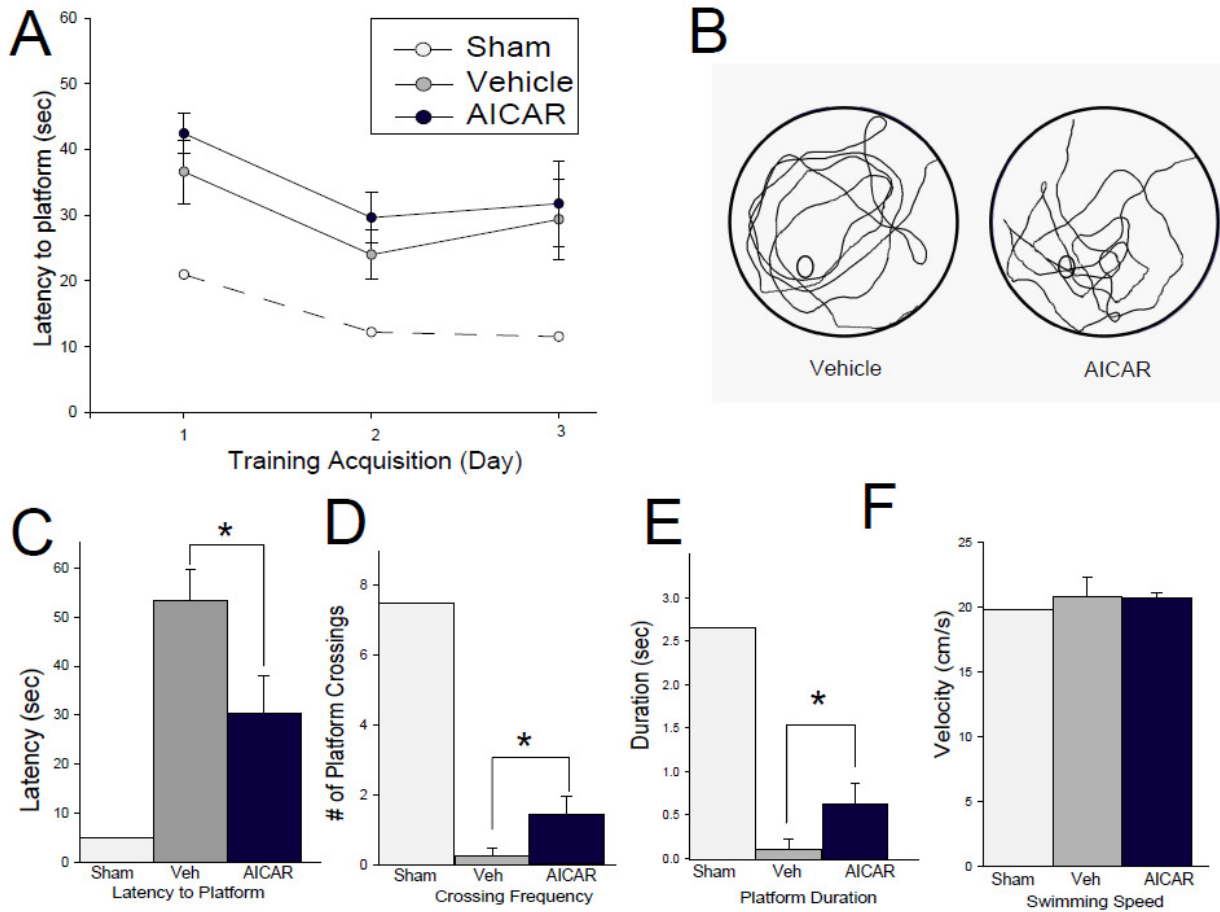 A
60
50
40
30
20
10
0
Latency to platform (sec)
Sham
Vehicle
AICAR
1 2 3
Training Acquisition (Day)
B
Vehicle AICAR
C
60
50
40
30
20
10
0
Latency (sec)
*
Sham Veh AICAR
Latency to Platform
D
8
6
4
2
0
# of Platform Crossings
*
Sham Veh AICAR
Crossing Frequency
E
3.0
2.5
2.0
1.5
1.0
0.5
0.0
Duration (sec)
*
Sham Veh AICAR
Platform Duration
F
25
20
15
10
5
0
Velocity (cm/s)
Sham Veh AICAR
Swimming Speed